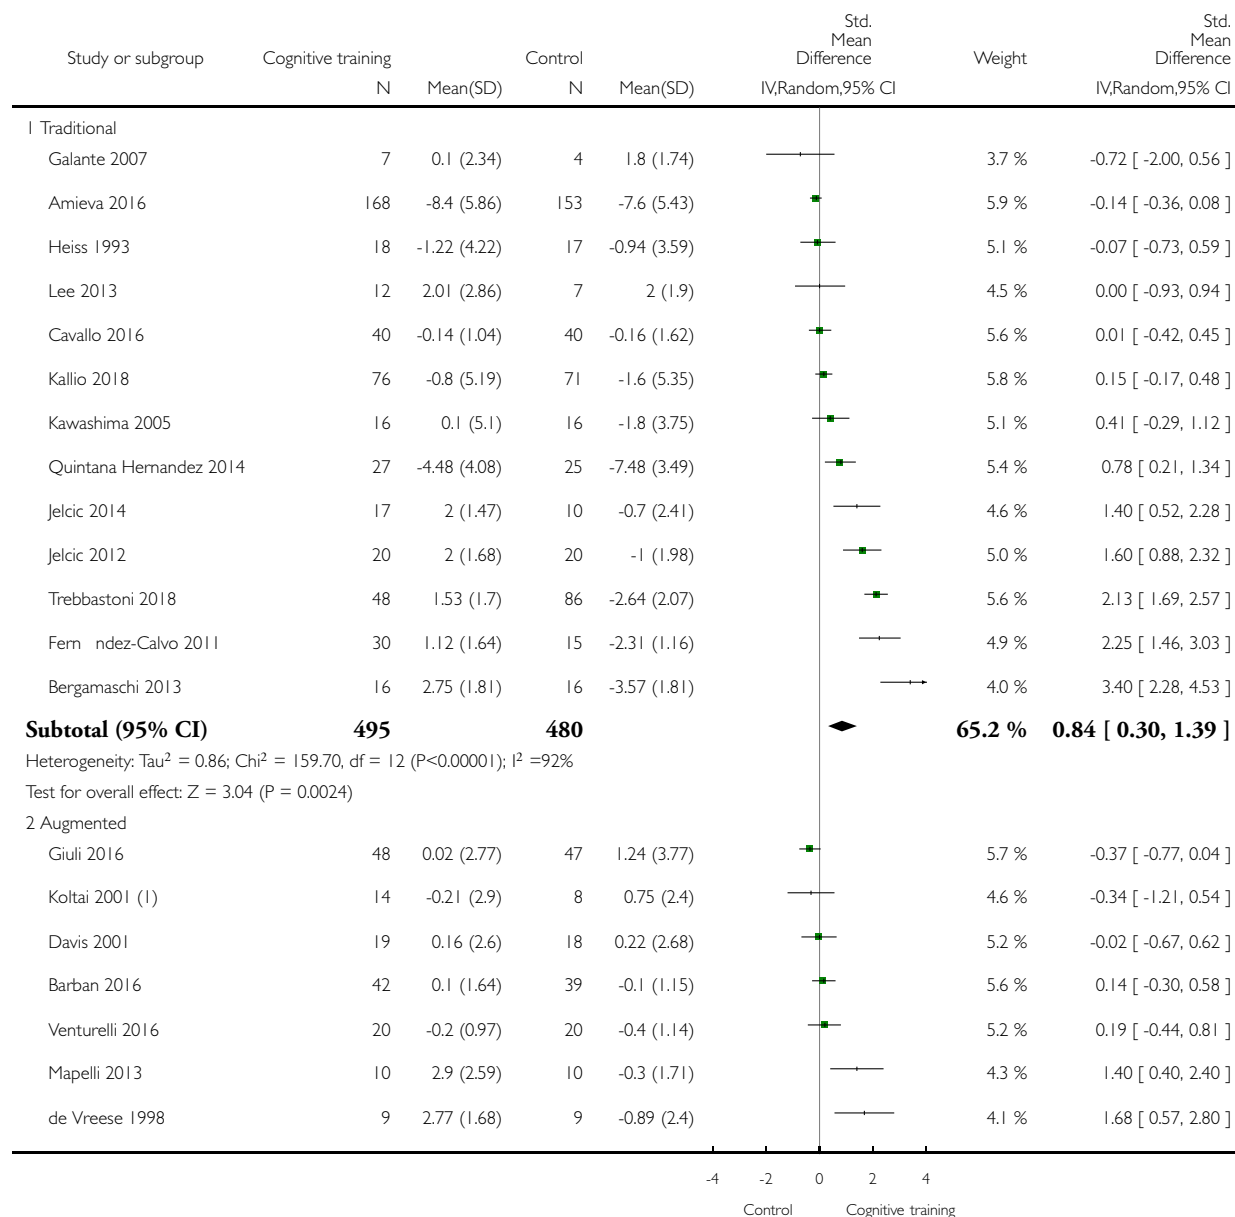 Std. Mean Difference Std. Mean Difference
Study or subgroup Cognitive training Control Weight
N Mean(SD) N Mean(SD) IV,Random,95% CI IV,Random,95% CI
1 Traditional
Galante 2007 7 0.1 (2.34) 4 1.8 (1.74) 3.7 % -0.72 [ -2.00, 0.56 ]
Amieva 2016 168 -8.4 (5.86) 153 -7.6 (5.43) 5.9 % -0.14 [ -0.36, 0.08 ]
Heiss 1993 18 -1.22 (4.22) 17 -0.94 (3.59) 5.1 % -0.07 [ -0.73, 0.59 ]
Lee 2013 12 2.01 (2.86) 7 2 (1.9) 4.5 % 0.00 [ -0.93, 0.94 ]
Cavallo 2016 40 -0.14 (1.04) 40 -0.16 (1.62) 5.6 % 0.01 [ -0.42, 0.45 ]
Kallio 2018 76 -0.8 (5.19) 71 -1.6 (5.35) 5.8 % 0.15 [ -0.17, 0.48 ]
Kawashima 2005 16 0.1 (5.1) 16 -1.8 (3.75) 5.1 % 0.41 [ -0.29, 1.12 ]
Quintana Hernandez 2014 27 -4.48 (4.08) 25 -7.48 (3.49) 5.4 % 0.78 [ 0.21, 1.34 ]
Jelcic 2014 17 2 (1.47) 10 -0.7 (2.41) 4.6 % 1.40 [ 0.52, 2.28 ]
Jelcic 2012 20 2 (1.68) 20 -1 (1.98) 5.0 % 1.60 [ 0.88, 2.32 ]
Trebbastoni 2018 48 1.53 (1.7) 86 -2.64 (2.07) 5.6 % 2.13 [ 1.69, 2.57 ]
Fern ndez-Calvo 2011 30 1.12 (1.64) 15 -2.31 (1.16) 4.9 % 2.25 [ 1.46, 3.03 ]
Bergamaschi 2013 16 2.75 (1.81) 16 -3.57 (1.81) 4.0 % 3.40 [ 2.28, 4.53 ]
Subtotal (95% CI) 495 480 65.2 % 0.84 [ 0.30, 1.39 ]
Heterogeneity: Tau² = 0.86; Chi² = 159.70, df = 12 (P<0.00001); I² =92%
Test for overall effect: Z = 3.04 (P = 0.0024)
2 Augmented
Giuli 2016 48 0.02 (2.77) 47 1.24 (3.77) 5.7 % -0.37 [ -0.77, 0.04 ]
Koltai 2001 (1) 14 -0.21 (2.9) 8 0.75 (2.4) 4.6 % -0.34 [ -1.21, 0.54 ]
Davis 2001 19 0.16 (2.6) 18 0.22 (2.68) 5.2 % -0.02 [ -0.67, 0.62 ]
Barban 2016 42 0.1 (1.64) 39 -0.1 (1.15) 5.6 % 0.14 [ -0.30, 0.58 ]
Venturelli 2016 20 -0.2 (0.97) 20 -0.4 (1.14) 5.2 % 0.19 [ -0.44, 0.81 ]
Mapelli 2013 10 2.9 (2.59) 10 -0.3 (1.71) 4.3 % 1.40 [ 0.40, 2.40 ]
de Vreese 1998 9 2.77 (1.68) 9 -0.89 (2.4) 4.1 % 1.68 [ 0.57, 2.80 ]
-4 -2 0 2 4
Control Cognitive training